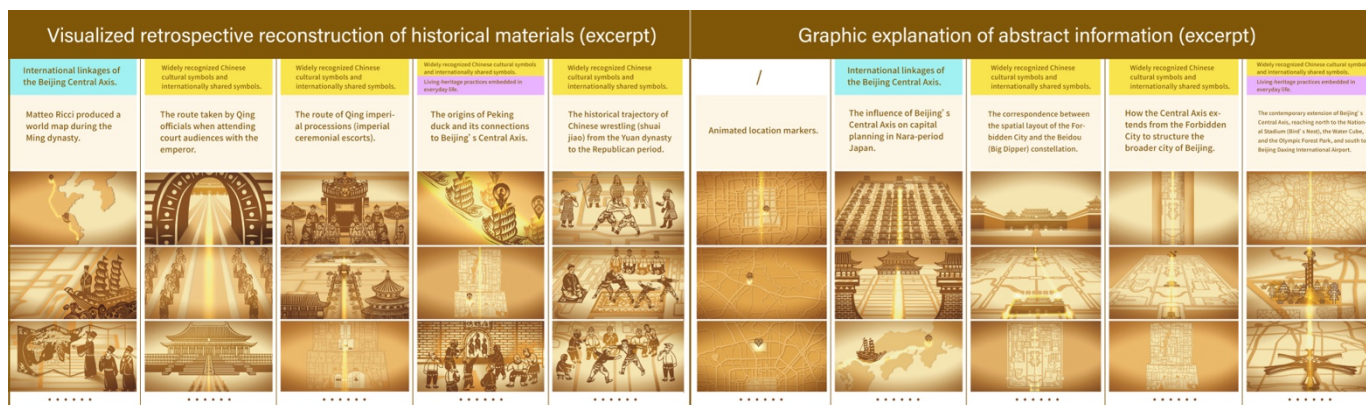 Visualized retrospective reconstruction of historical materials (excerpt)
Graphic explanation of abstract information (excerpt)
International linkages of
the Beijing Central Axis.
Matteo Ricci produced a
world map during the
Ming dynasty.
Widely recognized Chinese
cultural symbols and
internationally shared symbols.
The route taken by Qing
officials when attending
court audiences with the
emperor.
Widely recognized Chinese
cultural symbols and
internationally shared symbols.
The route of Qing imperi-
al processions (imperial
ceremonial escorts).
Widely recognized Chinese cultural symbols
and internationally shared symbols.
Living-heritage practices embedded in
everyday life.
The origins of Peking
duck and its connections
to Beijing's Central Axis.
Widely recognized Chinese
cultural symbols and
internationally shared symbols.
The historical trajectory of
Chinese wrestling (shuai
jiao) from the Yuan dynasty
to the Republican period.
/
Animated location markers.
International linkages of
the Beijing Central Axis.
The influence of Beijing's
Central Axis on capital
planning in Nara-period
Japan.
Widely recognized Chinese
cultural symbols and
internationally shared symbols.
The correspondence between
the spatial layout of the For-
bidden City and the Beidou
(Big Dipper) constellation.
Widely recognized Chinese
cultural symbols and
internationally shared symbols.
How the Central Axis ex-
tends from the Forbidden
City to structure the
broader city of Beijing.
Widely recognized Chinese cultural symbols
and internationally shared symbols.
Living-heritage practices embedded in
everyday life.
The contemporary extension of Beijing's
Central Axis, reaching north to the Nation-
al Stadium (Bird's Nest), the Water Cube,
and the Olympic Forest Park, and south to
Beijing Daxing International Airport.